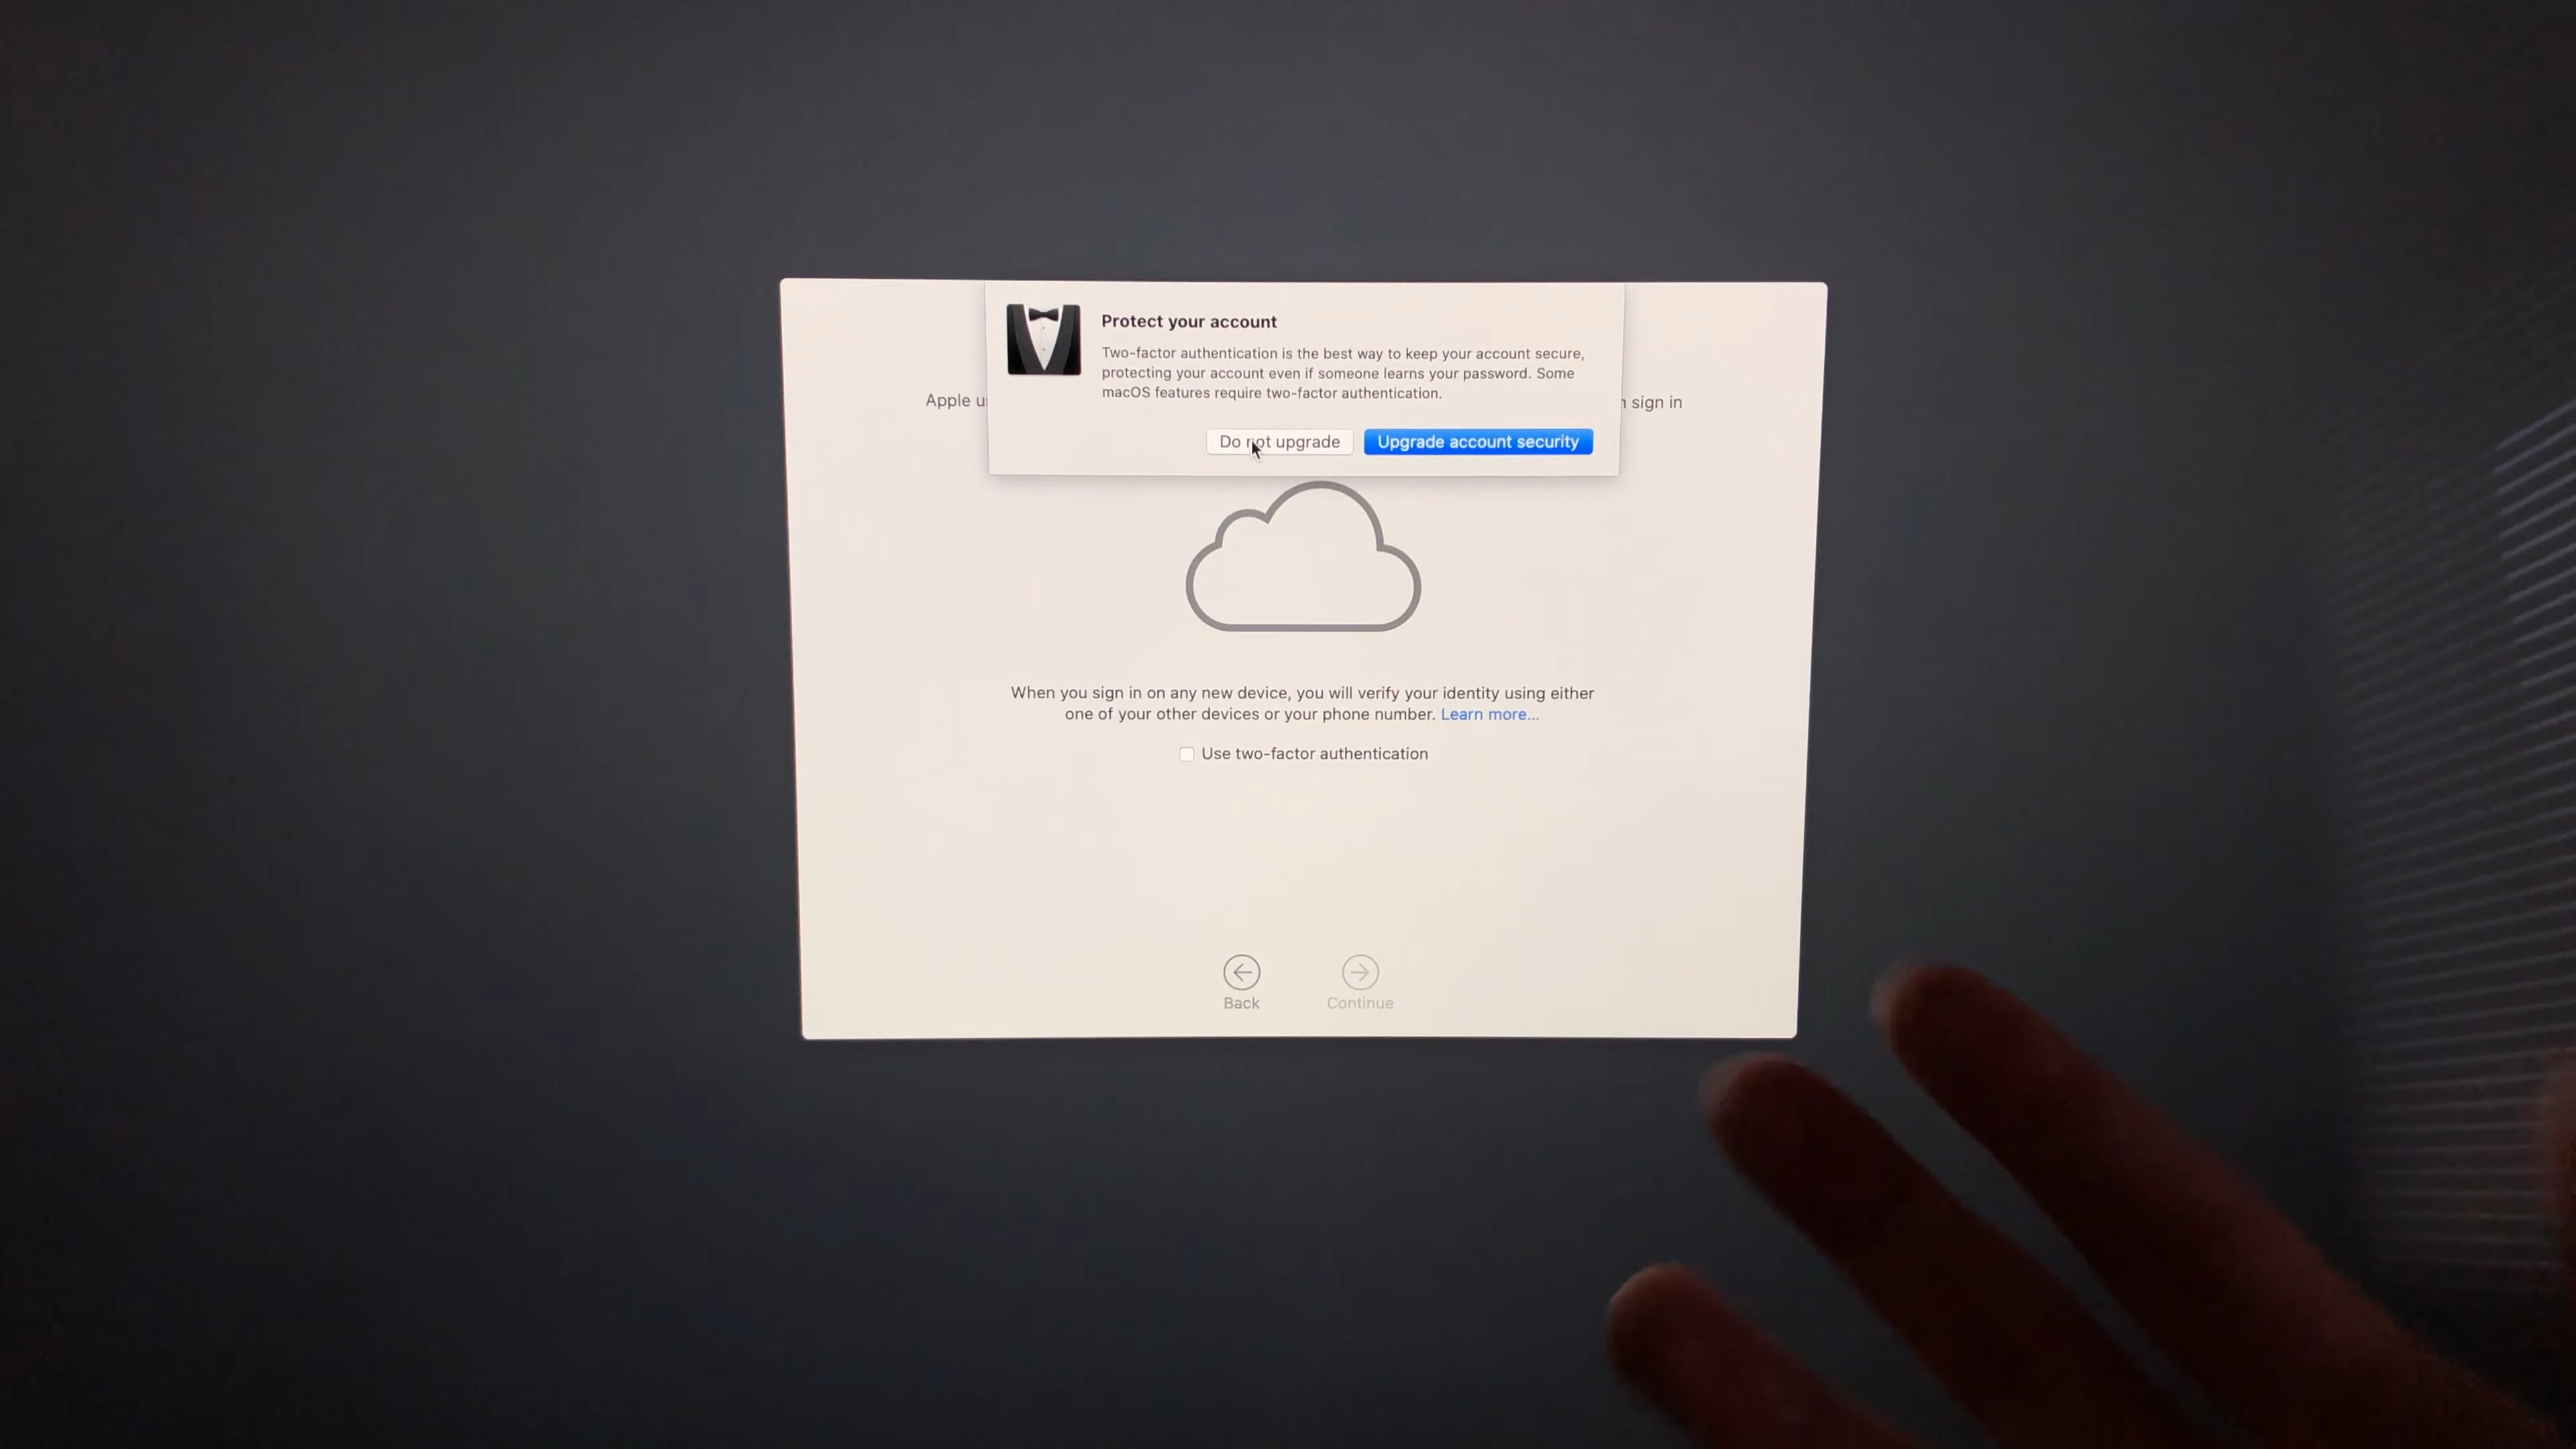 Protect your account
Two-factor authentication is the best way to keep your account secure,
protecting your account even if someone learns your password. Some
macOS features require two-factor authentication.
Apple
sign in
Do not upgrade
Upgrade account security
When you sign in on any new device, you will verify your identity using either
one of your other devices or your phone number. Learn more...
Use two-factor authentication
Back
Continue